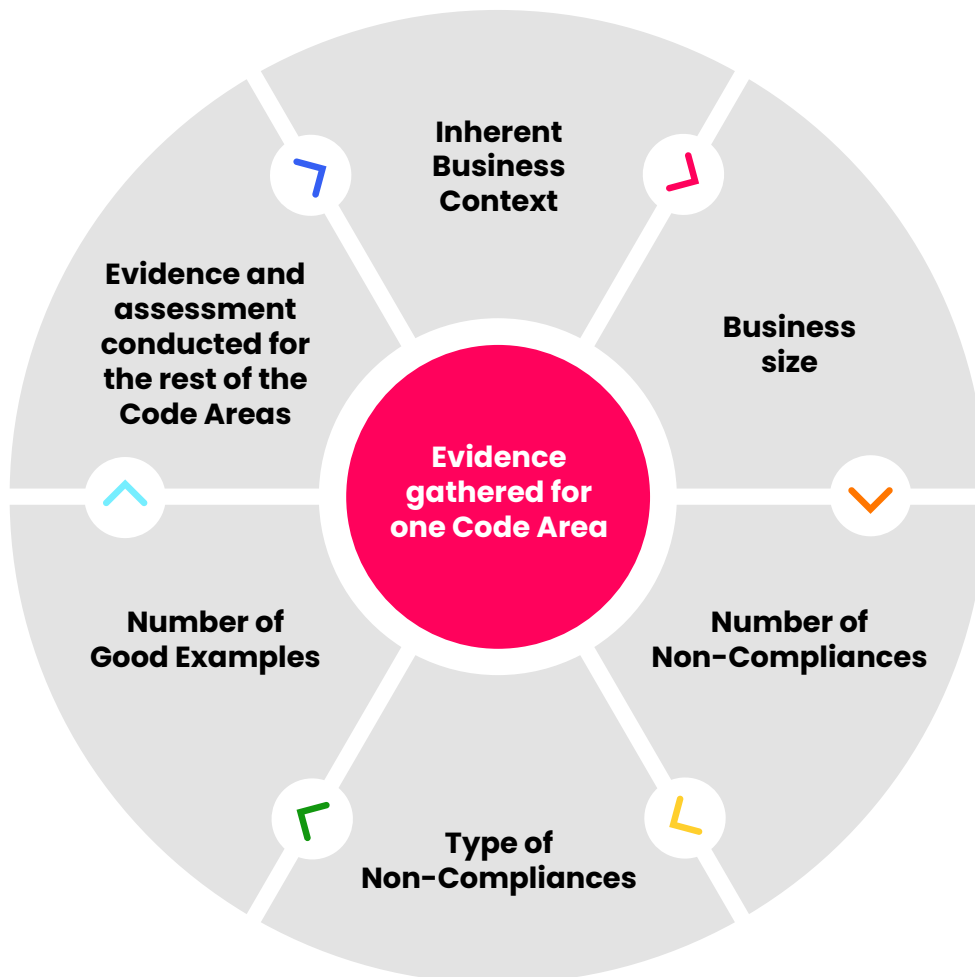 Inherent
Business
Context
Business
size
Number of
Non-Compliances
Type of
Non-Compliances
Number of
Good Examples
Evidence and
assessment
conducted for
the rest of the
Code Areas
Evidence
gathered for
one Code Area